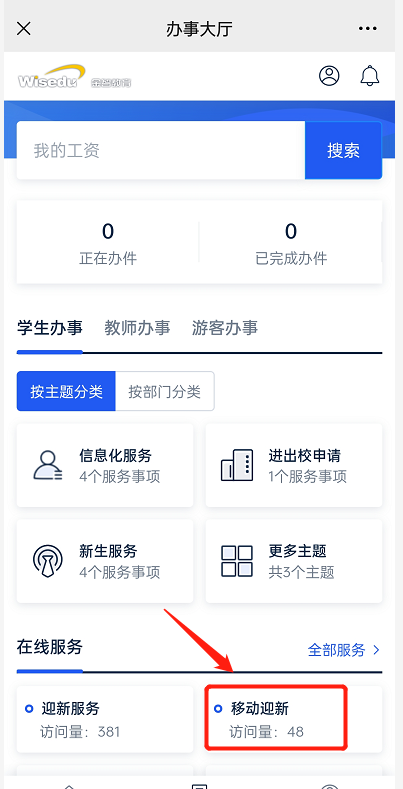 办事大厅
Wisedu 金智教育
我的工资
搜索
0
0
正在办件
已完成办件
学生办事 教师办事 游客办事
按主题分类 按部门分类
信息化服务
4个服务事项
进出校申请
1个服务事项
新生服务
4个服务事项
更多主题
共3个主题
在线服务
全部服务
迎新服务
访问量：381
移动迎新
访问量：48